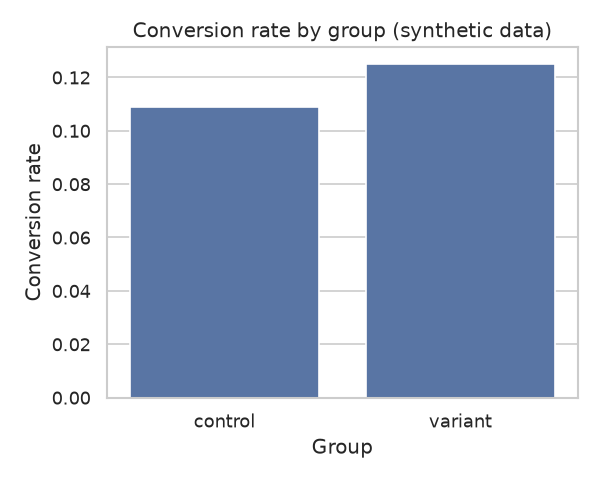 Conversion rate by group (synthetic data)
0.12
0.10
0.08
0.06
0.04
0.02
0.00
Conversion rate
control variant
Group